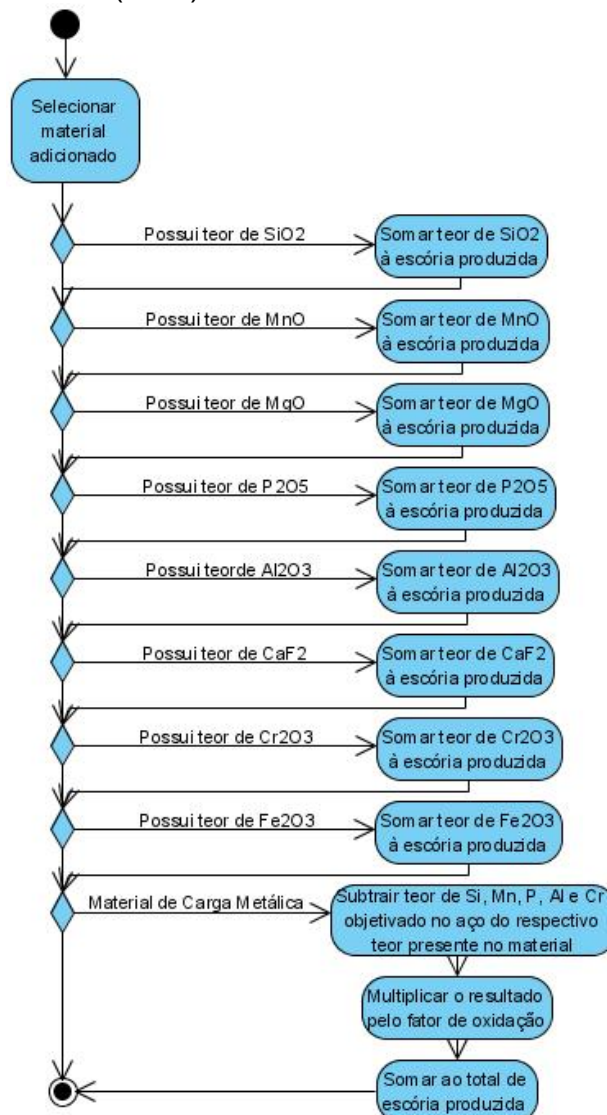 Selecionar
material
adicionado
Possui teor de SiO2
Somar teor de SiO2
à escória produzida
Possui teor de MnO
Somar teor de MnO
à escória produzida
Possui teor de MgO
Somar teor de MgO
à escória produzida
Possui teor de P2O5
Somar teor de P2O5
à escória produzida
Possui teor de Al2O3
Somar teor de Al2O3
à escória produzida
Possui teor de CaF2
Somar teor de CaF2
à escória produzida
Possui teor de Cr2O3
Somar teor de Cr2O3
à escória produzida
Possui teor de Fe2O3
Somar teor de Fe2O3
à escória produzida
Material de Carga Metálica
Subtrair teor de Si, Mn, P, Al e Cr
objetivado no aço do respectivo
teor presente no material
Multiplicar o resultado
pelo fator de oxidação
Somar ao total de
escória produzida